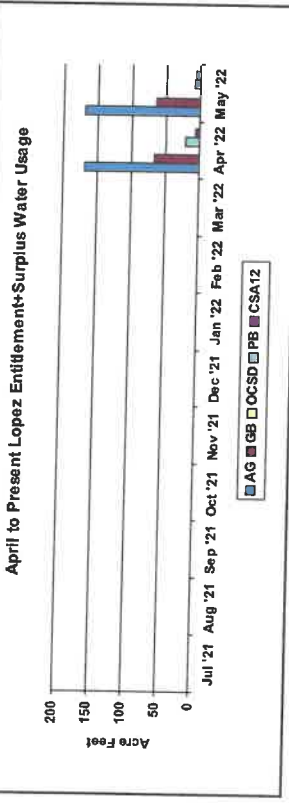 April to Present Lopez Entitlement+Surplus Water Usage
200
150
100
50
0
Acre Feet
Jul '21 Aug '21 Sep '21 Oct '21 Nov '21 Dec '21 Jan '22 Feb '22 Mar '22 Apr '22 May '22
AG GB OCSD PB CSA12